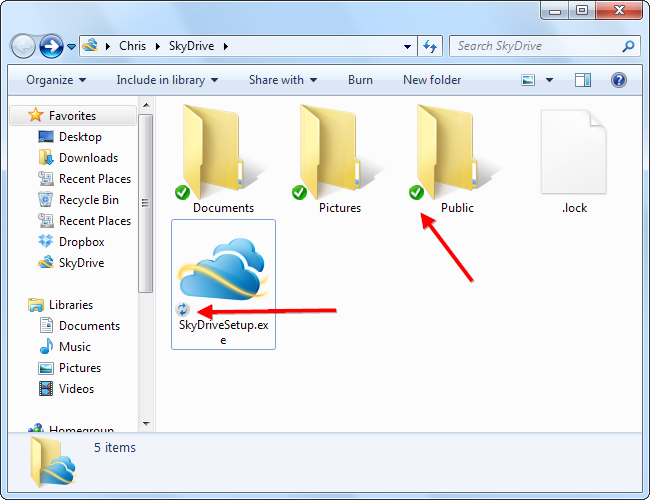 Chris SkyDrive Search SkyDrive
Organize Include in library Share with Burn New folder
Favorites
Desktop
Downloads
Recent Places
Recycle Bin
Recent Places
Dropbox
SkyDrive
Libraries
Documents
Music
Pictures
Videos
Homegroup
Documents Pictures Public .lock
SkyDriveSetup.ex
e
5 items